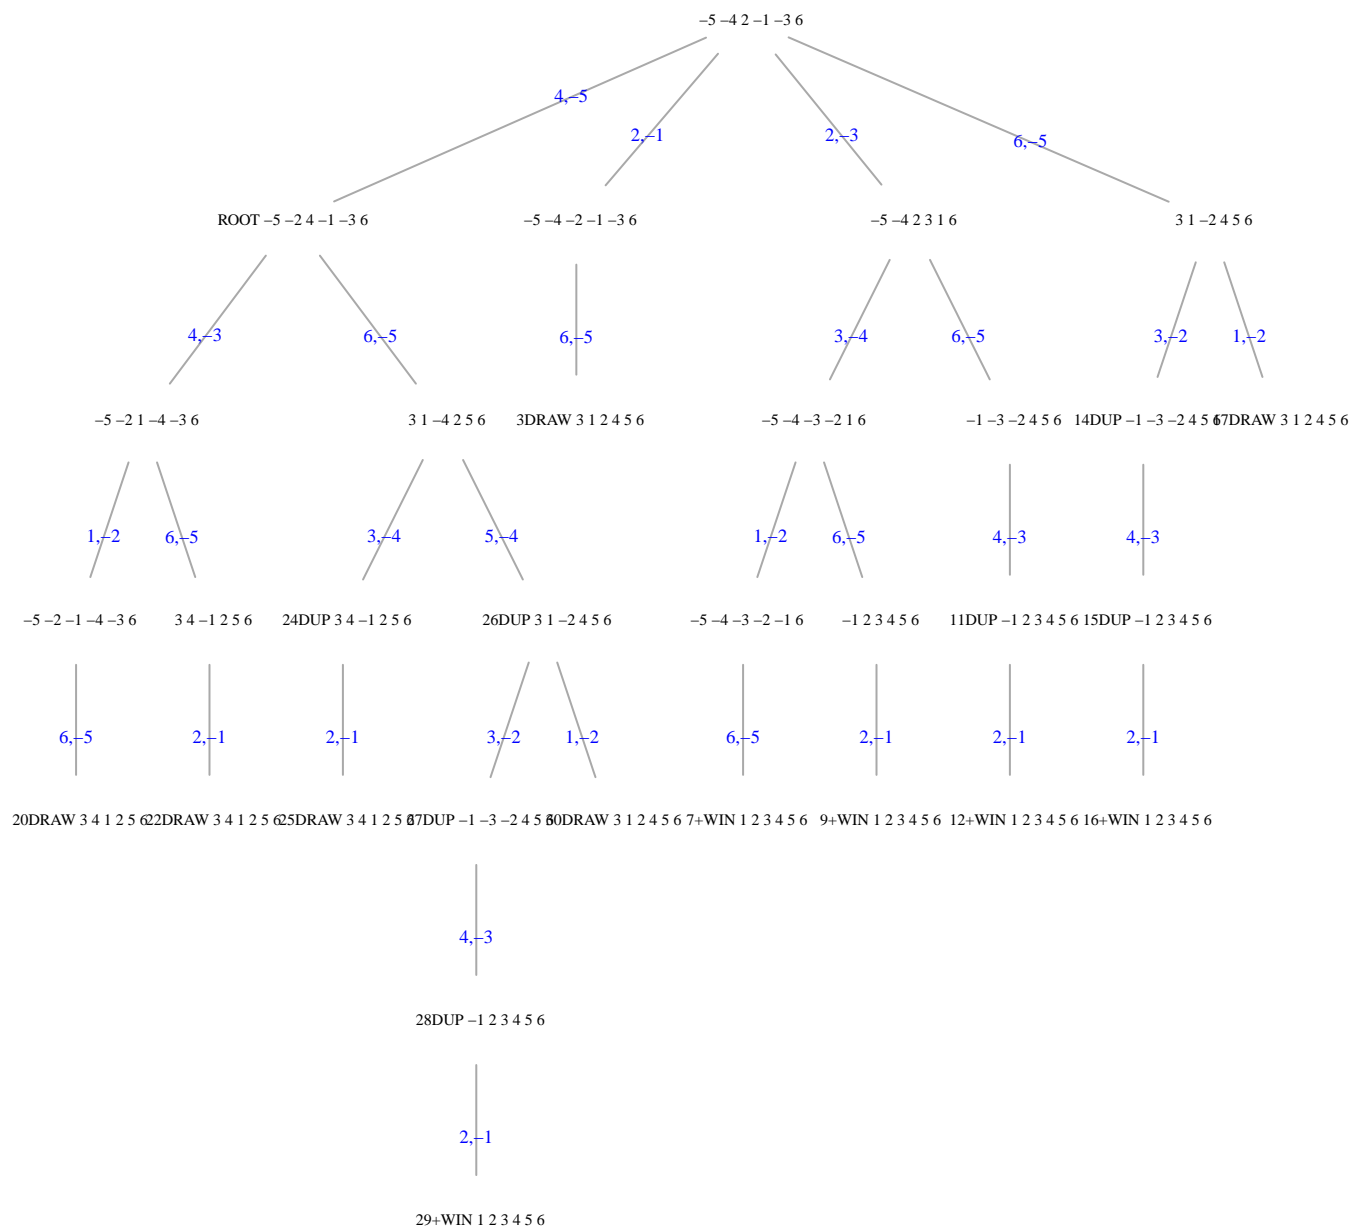 −5 −4 2 −1 −3 6
4,−5
2,−1
2,−3
6,−5
ROOT −5 −2 4 −1 −3 6
−5 −4 −2 −1 −3 6
−5 −4 2 3 1 6
3 1 −2 4 5 6
4,−3
6,−5
6,−5
3,−4
6,−5
3,−2
1,−2
−5 −2 1 −4 −3 6
3 1 −4 2 5 6
3DRAW 3 1 2 4 5 6
−5 −4 −3 −2 1 6
−1 −3 −2 4 5 6
14DUP −1 −3 −2 4 5 6
17DRAW 3 1 2 4 5 6
1,−2
6,−5
3,−4
5,−4
1,−2
6,−5
4,−3
4,−3
−5 −2 −1 −4 −3 6
3 4 −1 2 5 6
24DUP 3 4 −1 2 5 6
26DUP 3 1 −2 4 5 6
−5 −4 −3 −2 −1 6
−1 2 3 4 5 6
11DUP −1 2 3 4 5 6
15DUP −1 2 3 4 5 6
6,−5
2,−1
2,−1
3,−2
1,−2
6,−5
2,−1
2,−1
2,−1
20DRAW 3 4 1 2 5 6
22DRAW 3 4 1 2 5 6
25DRAW 3 4 1 2 5 6
27DUP −1 −3 −2 4 5 6
30DRAW 3 1 2 4 5 6
7+WIN 1 2 3 4 5 6
9+WIN 1 2 3 4 5 6
12+WIN 1 2 3 4 5 6
16+WIN 1 2 3 4 5 6
4,−3
28DUP −1 2 3 4 5 6
2,−1
29+WIN 1 2 3 4 5 6